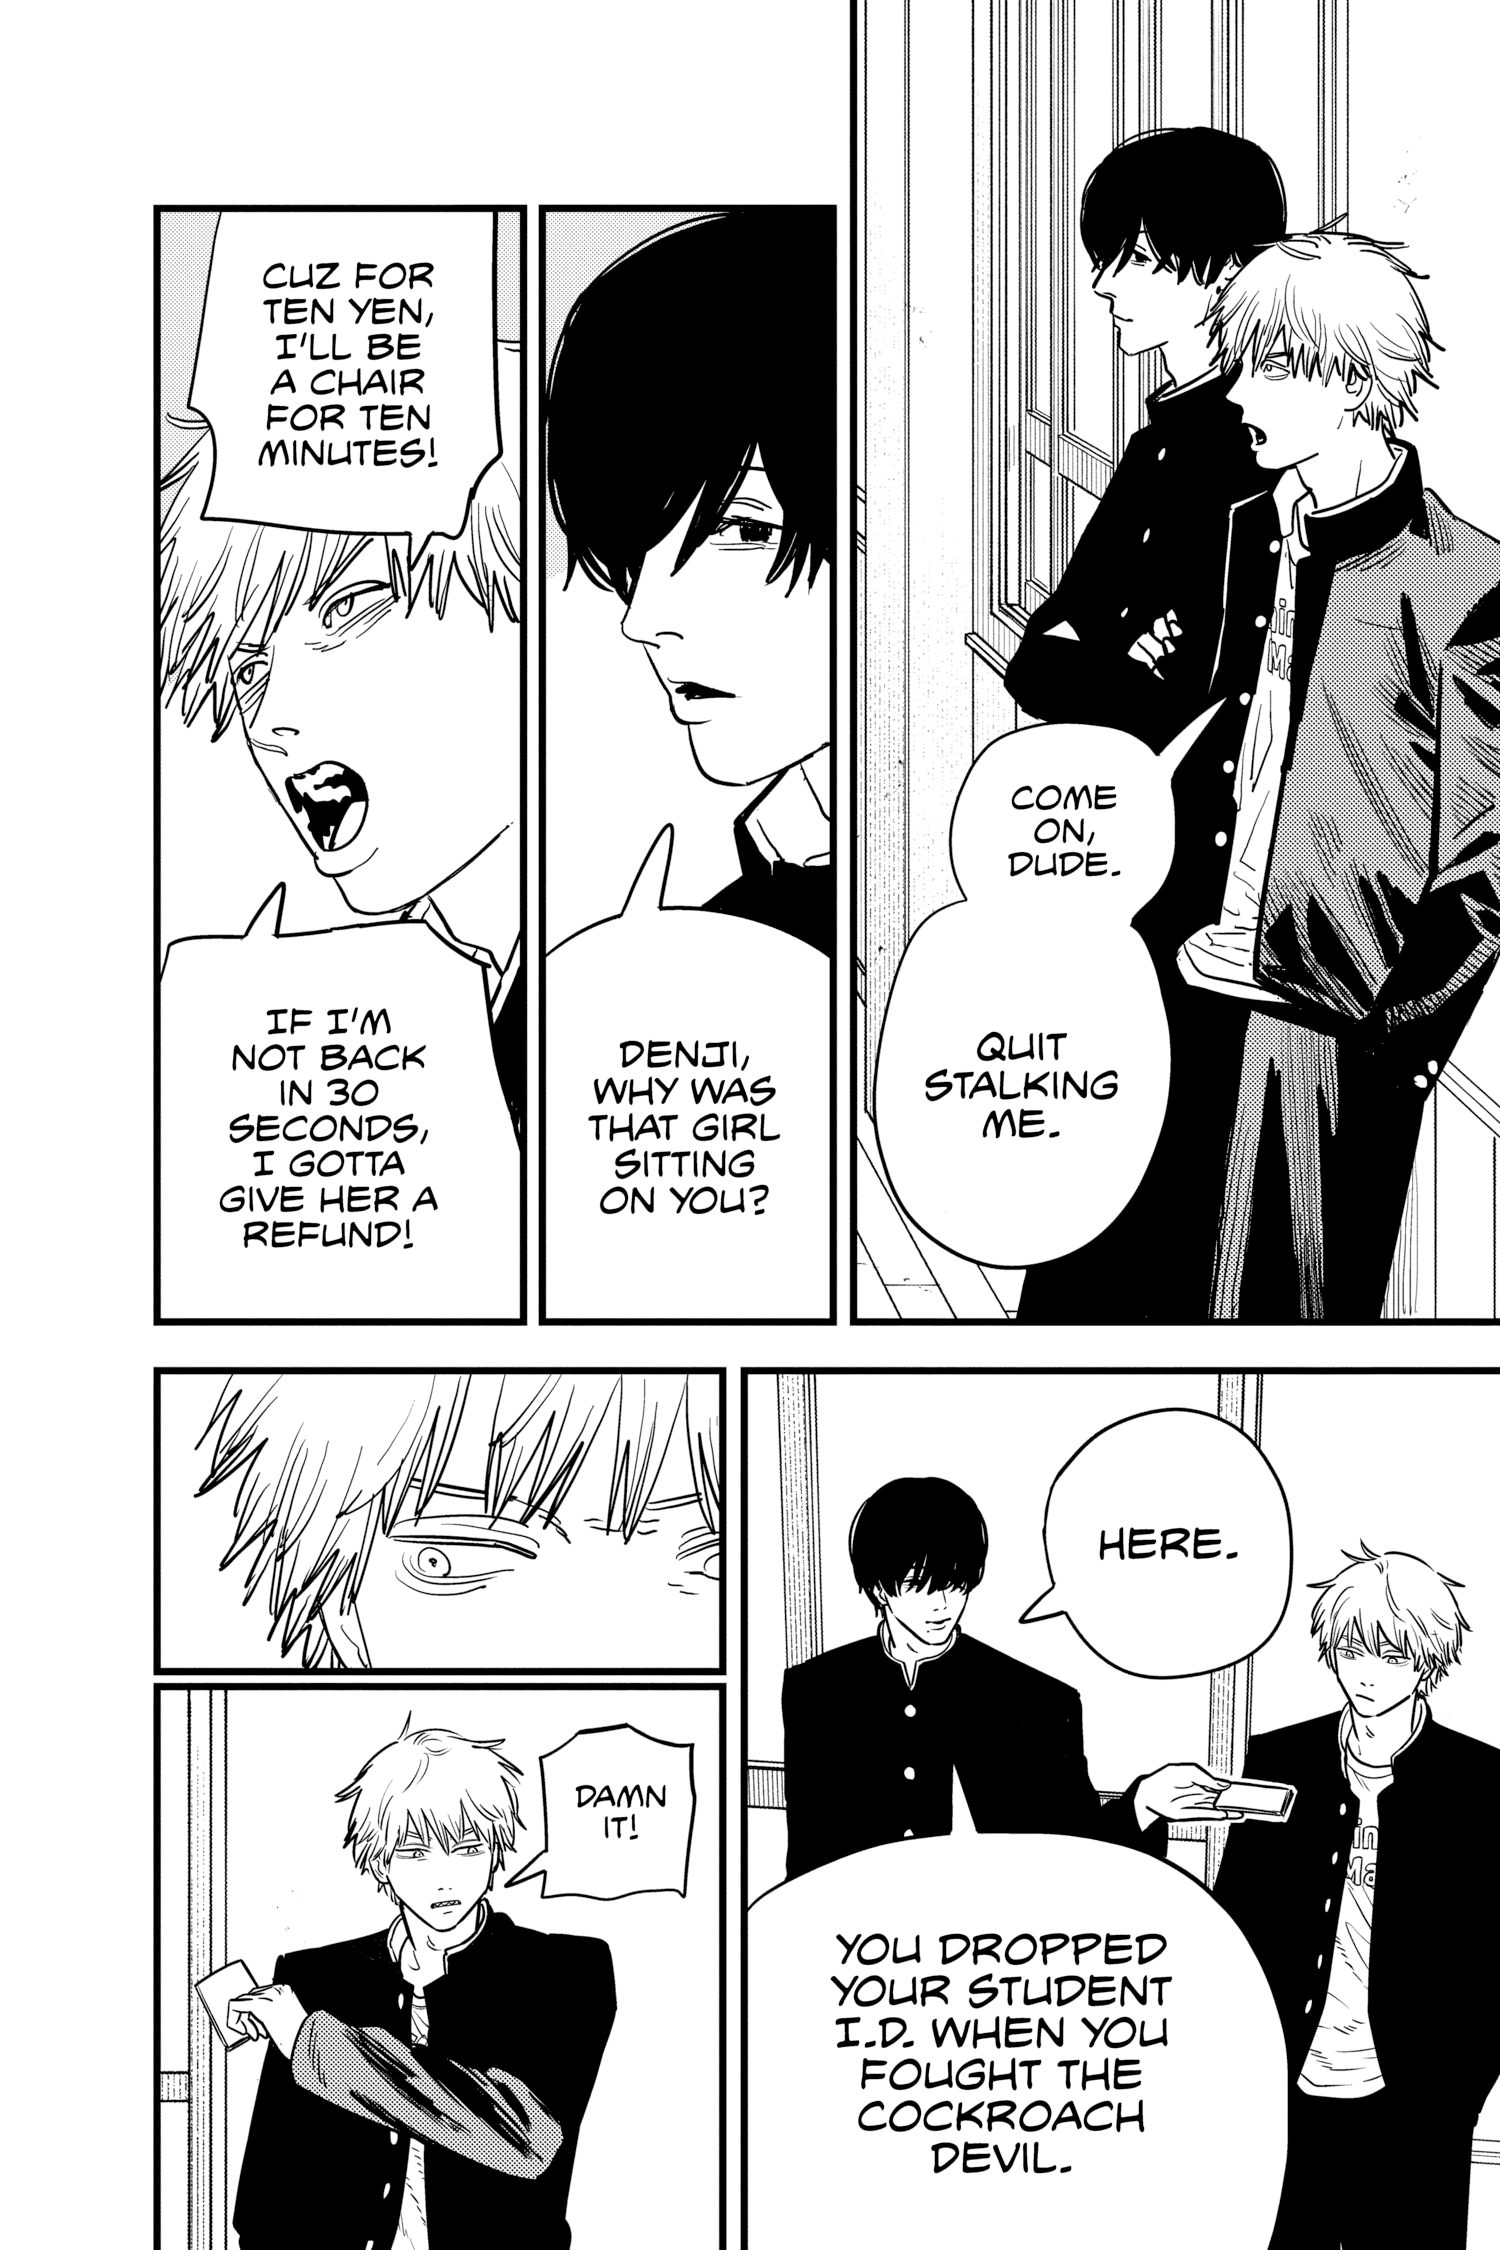 COME
ON,
DUDE.
QUIT
STALKING
ME.
DENJI,
WHY WAS
THAT GIRL
SITTING
ON YOU?
CUZ FOR
TEN YEN,
I'LL BE
A CHAIR
FOR TEN
MINUTES!
IF I'M
NOT BACK
IN 30
SECONDS,
I GOTTA
GIVE HER A
REFUND!
HERE.
YOU DROPPED
YOUR STUDENT
I.D. WHEN YOU
FOUGHT THE
COCKROACH
DEVIL.
DAMN
IT!